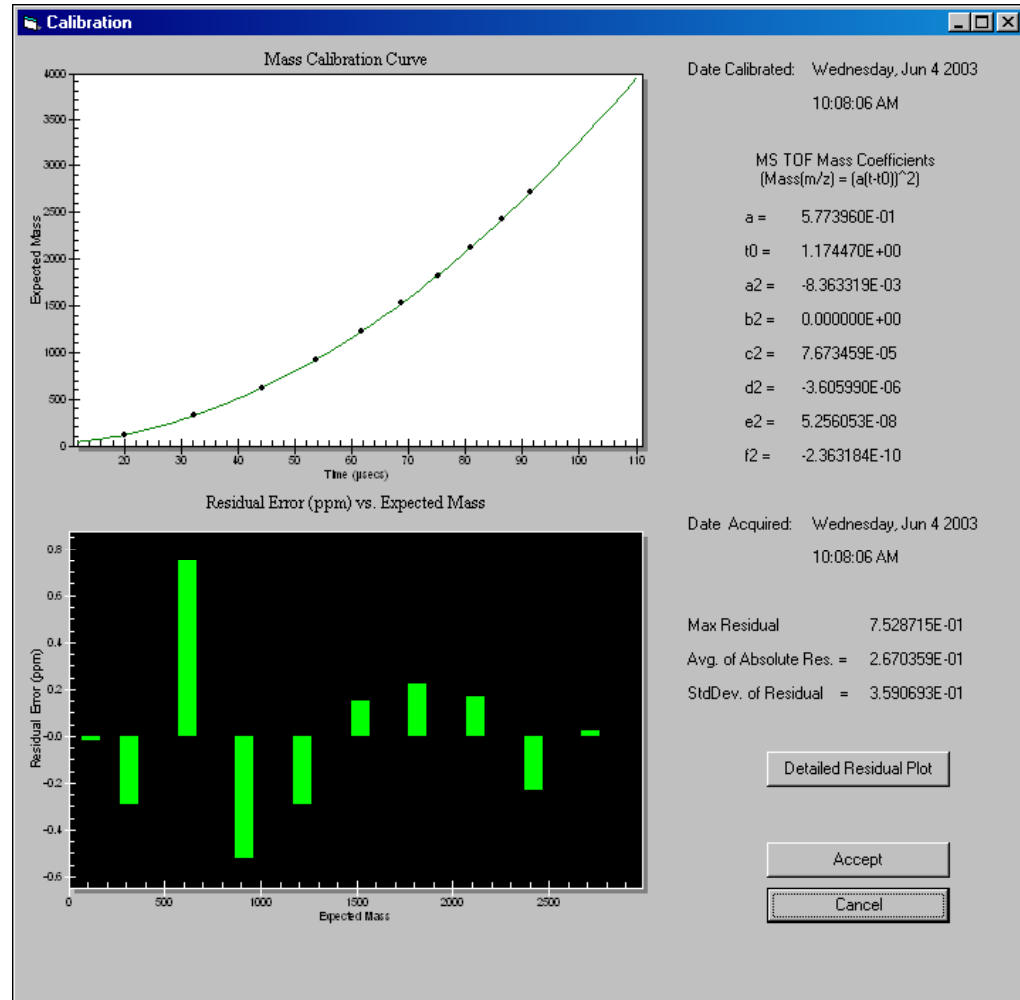 Calibration
Mass Calibration Curve
4000
3500
3000
2500
2000
1500
1000
500
0
Expected Mass
20 30 40 50 60 70 80 90 100 110
Time (µsecs)
Residual Error (ppm) vs. Expected Mass
0.8
0.6
0.4
0.2
-0.0
-0.2
-0.4
-0.6
Residual Error (ppm)
0 500 1000 1500 2000 2500
Expected Mass
Date Calibrated: Wednesday, Jun 4 2003
10:08:06 AM
MS TOF Mass Coefficients
(Mass(m/z) = (a(t-t0))^2)
a = 5.773960E-01
t0 = 1.174470E+00
a2 = -8.363319E-03
b2 = 0.000000E+00
c2 = 7.673459E-05
d2 = -3.605990E-06
e2 = 5.256053E-08
f2 = -2.363184E-10
Date Acquired: Wednesday, Jun 4 2003
10:08:06 AM
Max Residual 7.528715E-01
Avg. of Absolute Res. = 2.670359E-01
StdDev. of Residual = 3.590693E-01
Detailed Residual Plot
Accept
Cancel